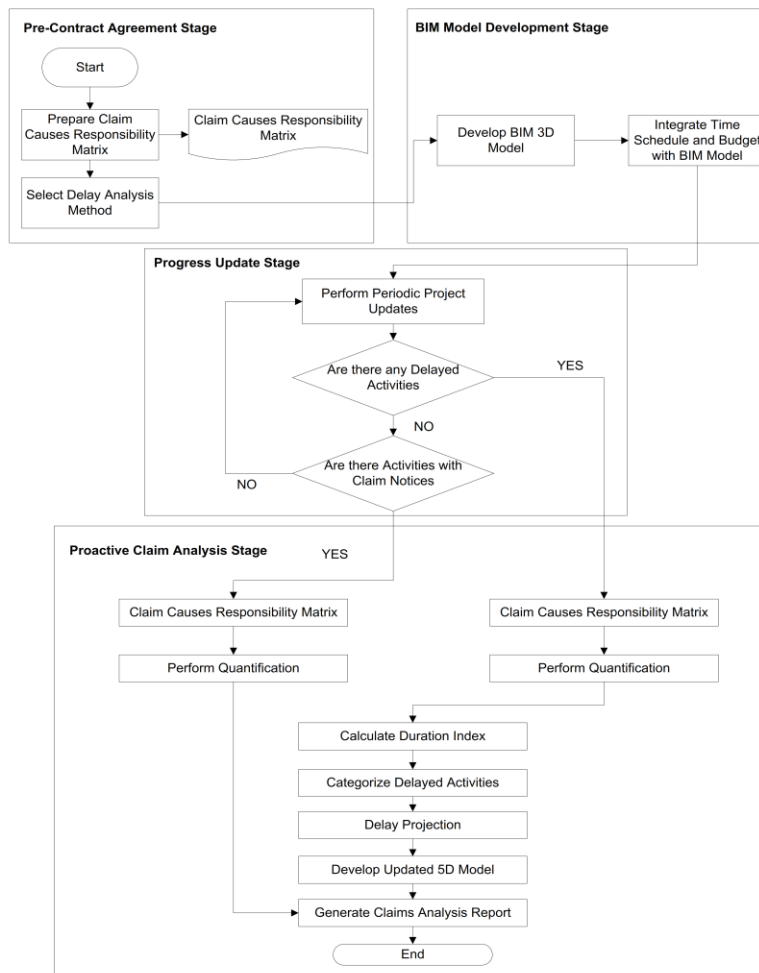 Pre-Contract Agreement Stage
Start
Prepare Claim
Causes Responsibility
Matrix
Claim Causes Responsibility
Matrix
Select Delay Analysis
Method
BIM Model Development Stage
Develop BIM 3D
Model
Integrate Time
Schedule and Budget
with BIM Model
Progress Update Stage
Perform Periodic Project
Updates
Are there any Delayed
Activities
YES
NO
Are there Activities with
Claim Notices
NO
YES
Proactive Claim Analysis Stage
Claim Causes Responsibility Matrix
Claim Causes Responsibility Matrix
Perform Quantification
Perform Quantification
Calculate Duration Index
Categorize Delayed Activities
Delay Projection
Develop Updated 5D Model
Generate Claims Analysis Report
End